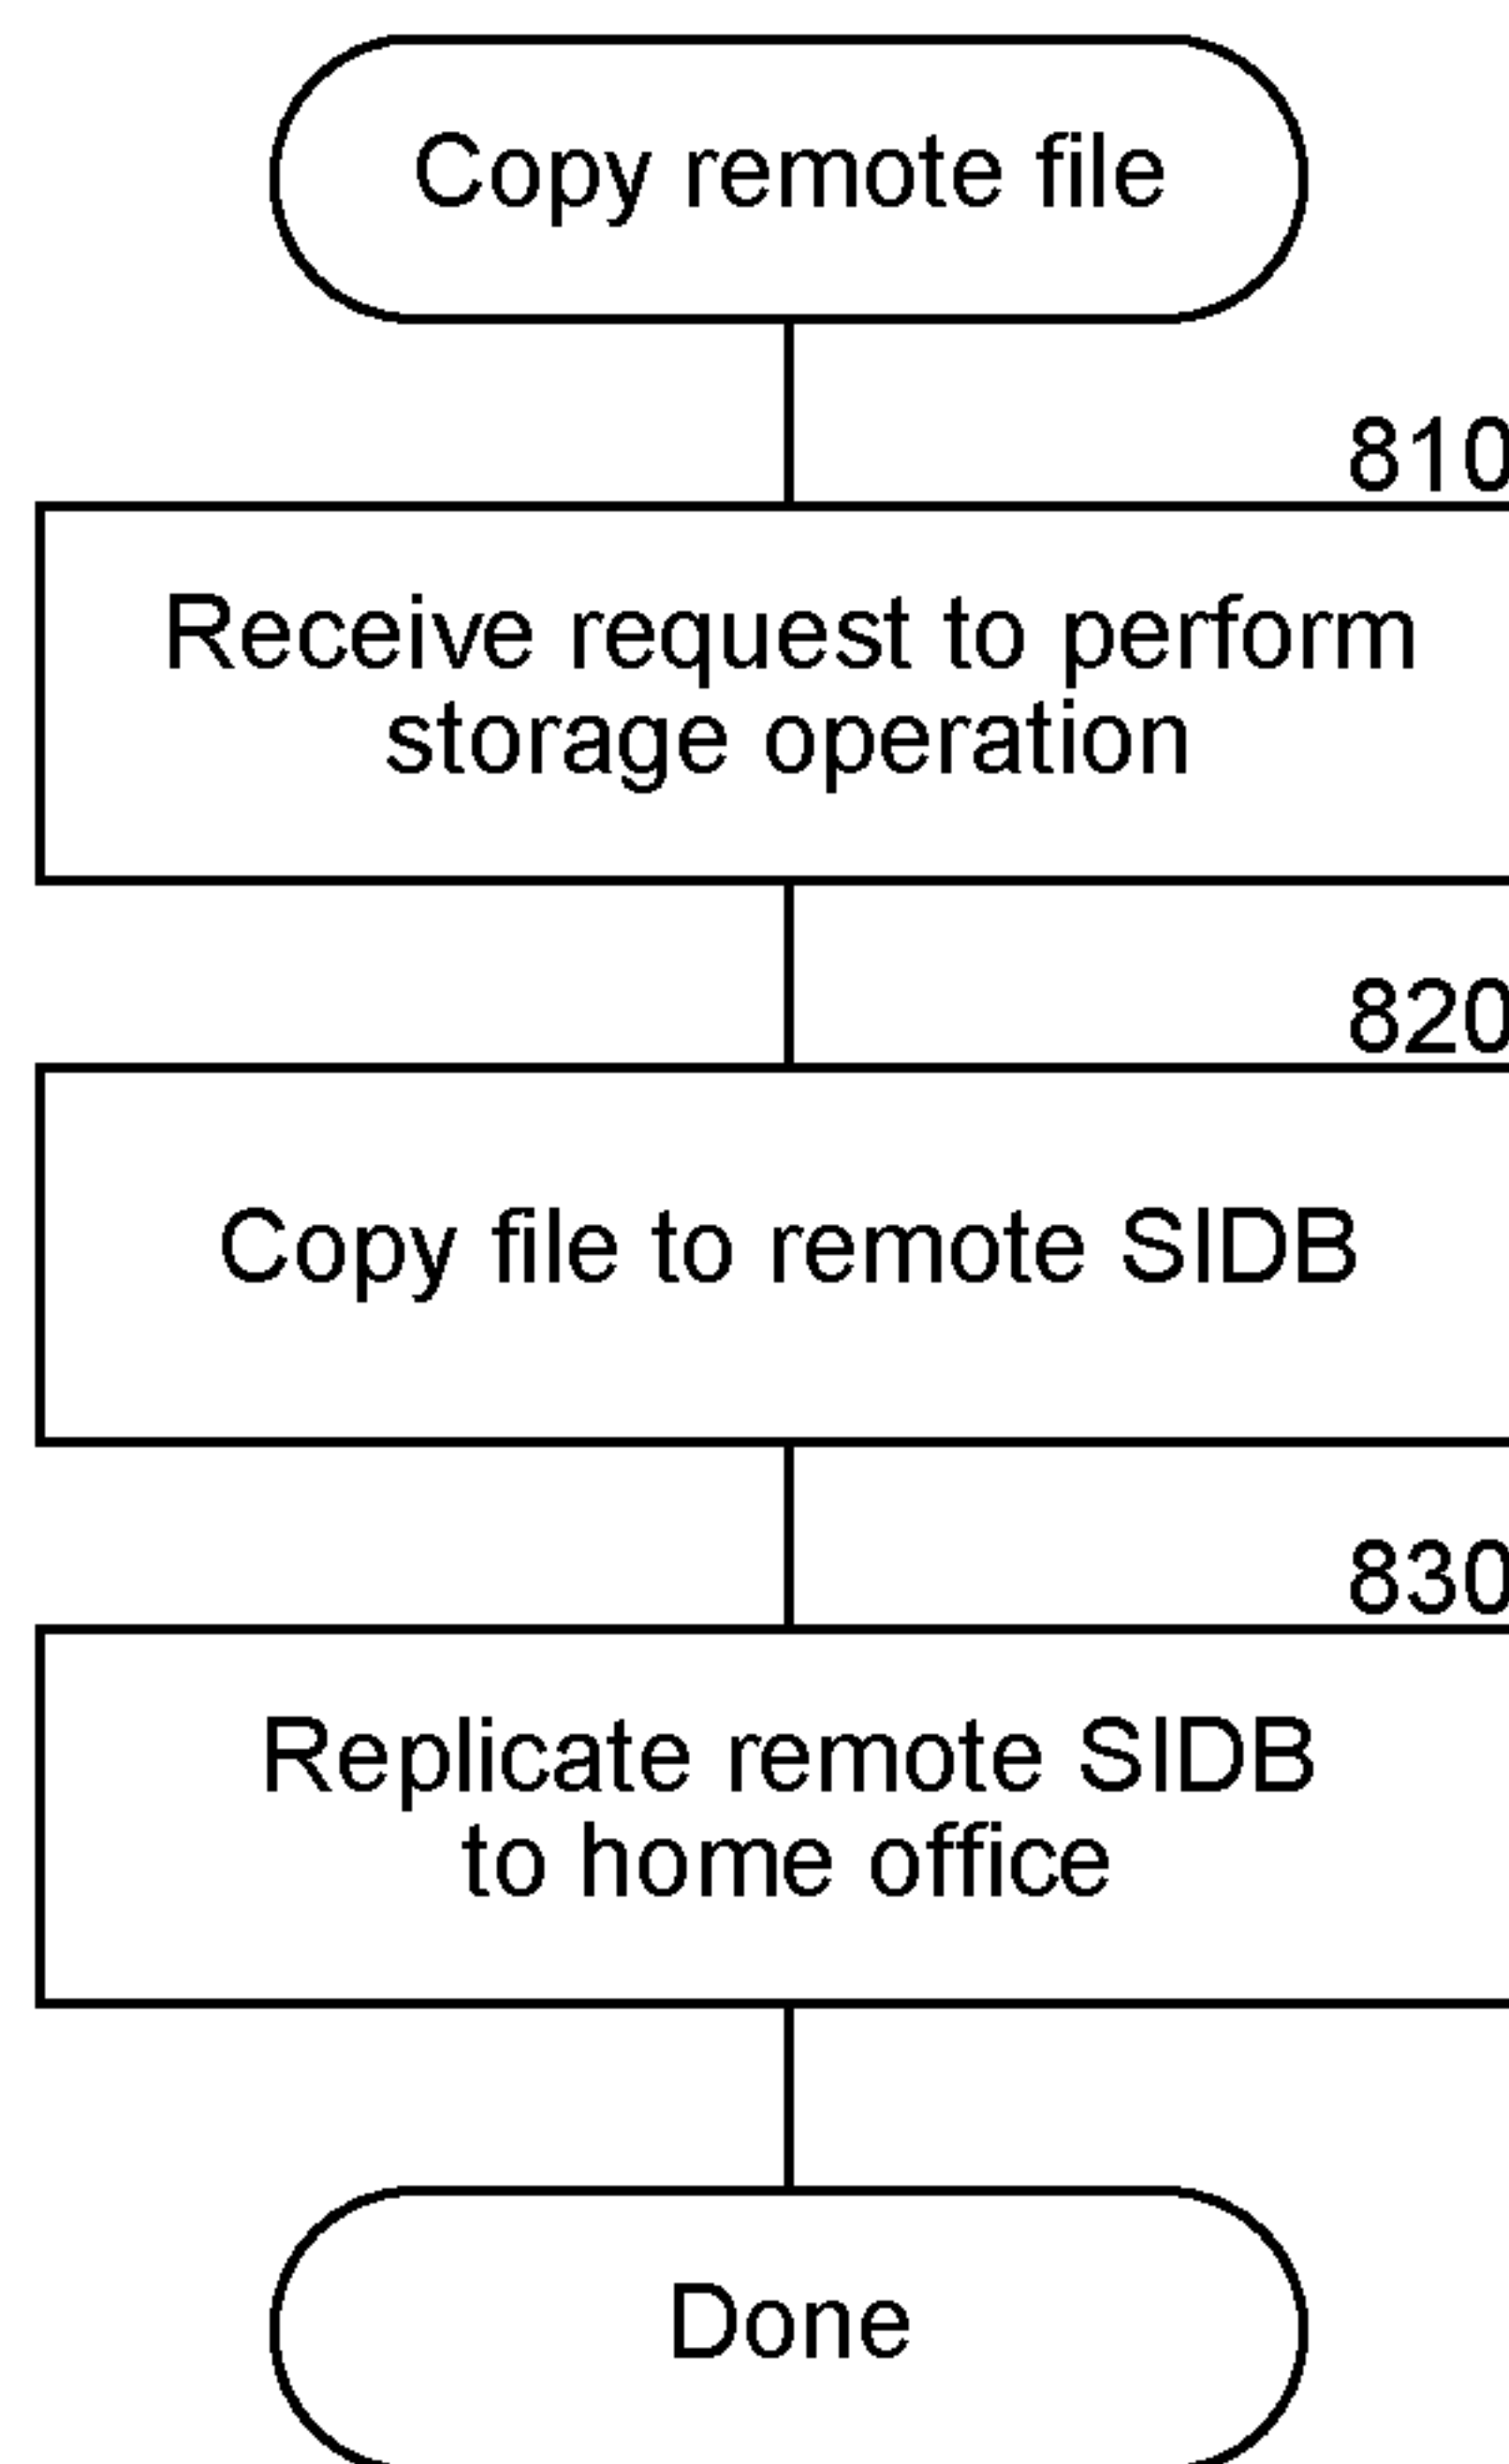 Copy remote file
810
Receive request to perform
storage operation
820
Copy file to remote SIDB
830
Replicate remote SIDB
to home office
Done